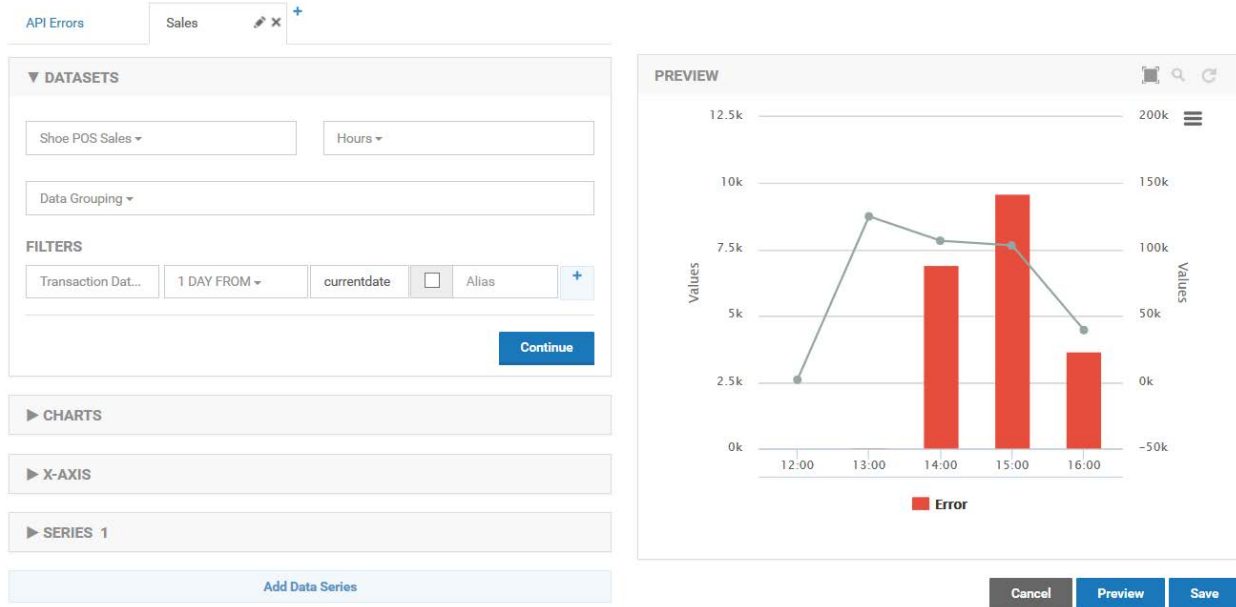 API Errors
Sales
+
DATASETS
Shoe POS Sales
Hours
Data Grouping
FILTERS
Transaction Dat...
1 DAY FROM
currentdate
Alias
+
Continue
CHARTS
X-AXIS
SERIES 1
Add Data Series
PREVIEW
12.5k
10k
7.5k
5k
2.5k
0k
Values
200k
150k
100k
50k
0k
-50k
Values
12:00 13:00 14:00 15:00 16:00
Error
Cancel
Preview
Save